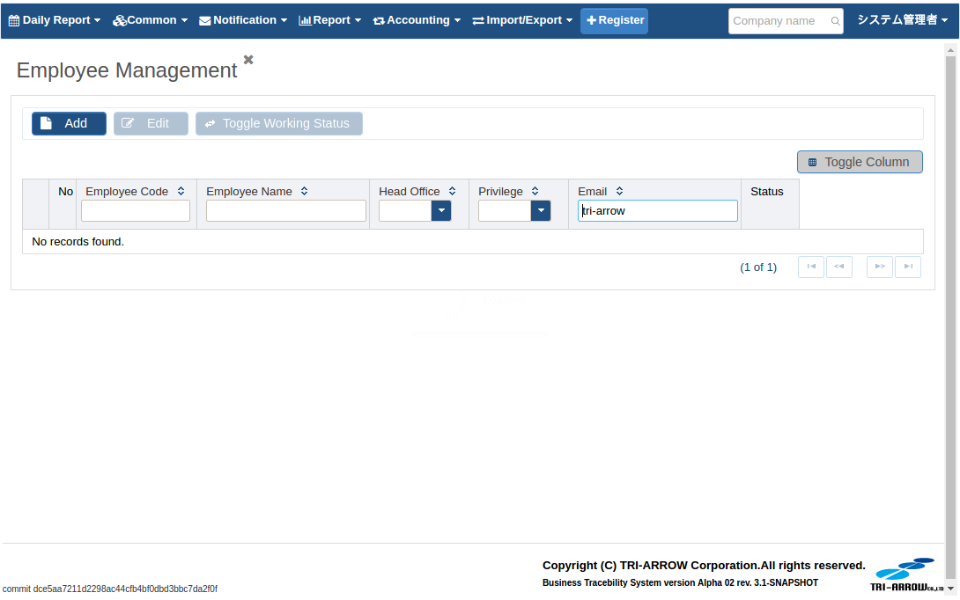 Daily Report Common Notification Report Accounting Import/Export Register Company name システム管理者
Employee Management
Add Edit Toggle Working Status
Toggle Column
No Employee Code Employee Name Head Office Privilege Email Status
tri-arrow
No records found.
(1 of 1)
Copyright (C) TRI-ARROW Corporation.All rights reserved.
Business Tracebility System version Alpha 02 rev. 3.1-SNAPSHOT
TRI-ARROW CO.,LTD
commit dce5aa7211d2298ac44cfb4bf0dbd3bbc7da2f0f